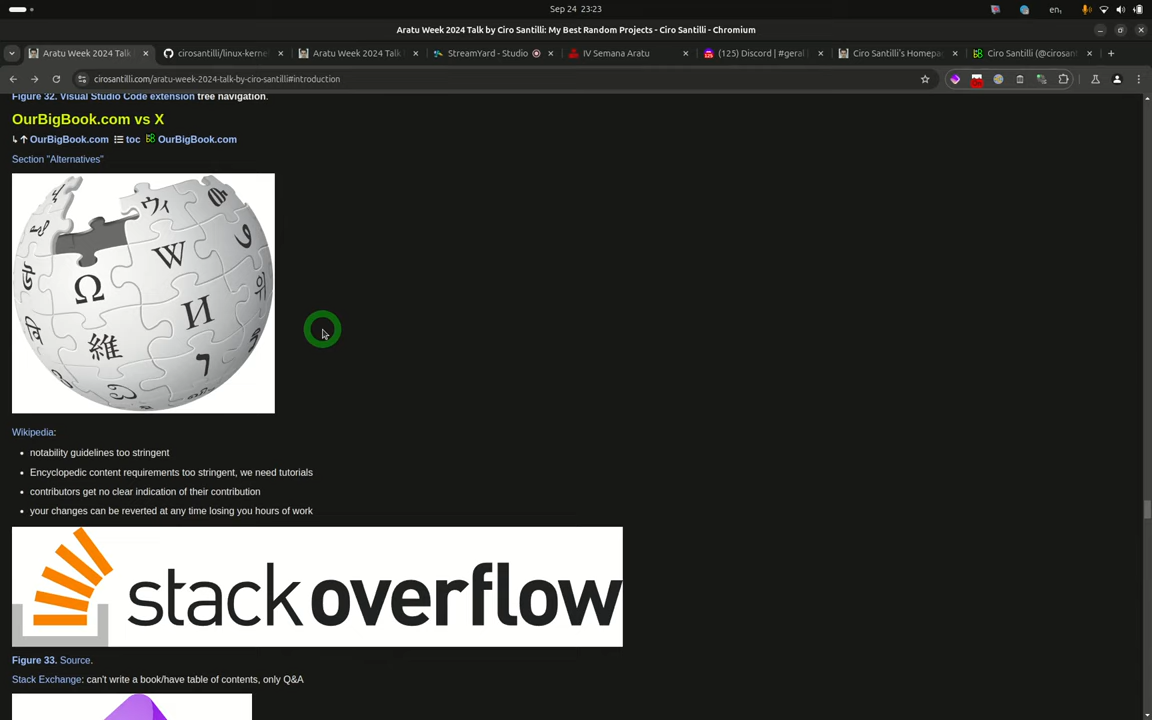 Sep 24 23:23
en
Aratu Week 2024 Talk by Ciro Santilli: My Best Random Projects - Ciro Santilli - Chromium
Aratu Week 2024 Talk
cirosantilli/linux-kerne
Aratu Week 2024 Talk
StreamYard - Studio
IV Semana Aratu
(125) Discord | #geral
Ciro Santilli's Homepa
Ciro Santilli (@cirosan
cirosantilli.com/aratu-week-2024-talk-by-ciro-santilli#introduction
Figure 32. Visual Studio Code extension tree navigation.
OurBigBook.com vs X
OurBigBook.com toc OurBigBook.com
Section "Alternatives"
ウィ
W
Ω
И
維
Wikipedia:
notability guidelines too stringent
Encyclopedic content requirements too stringent, we need tutorials
contributors get no clear indication of their contribution
your changes can be reverted at any time losing you hours of work
stackoverflow
Figure 33. Source.
Stack Exchange: can't write a book/have table of contents, only Q&A